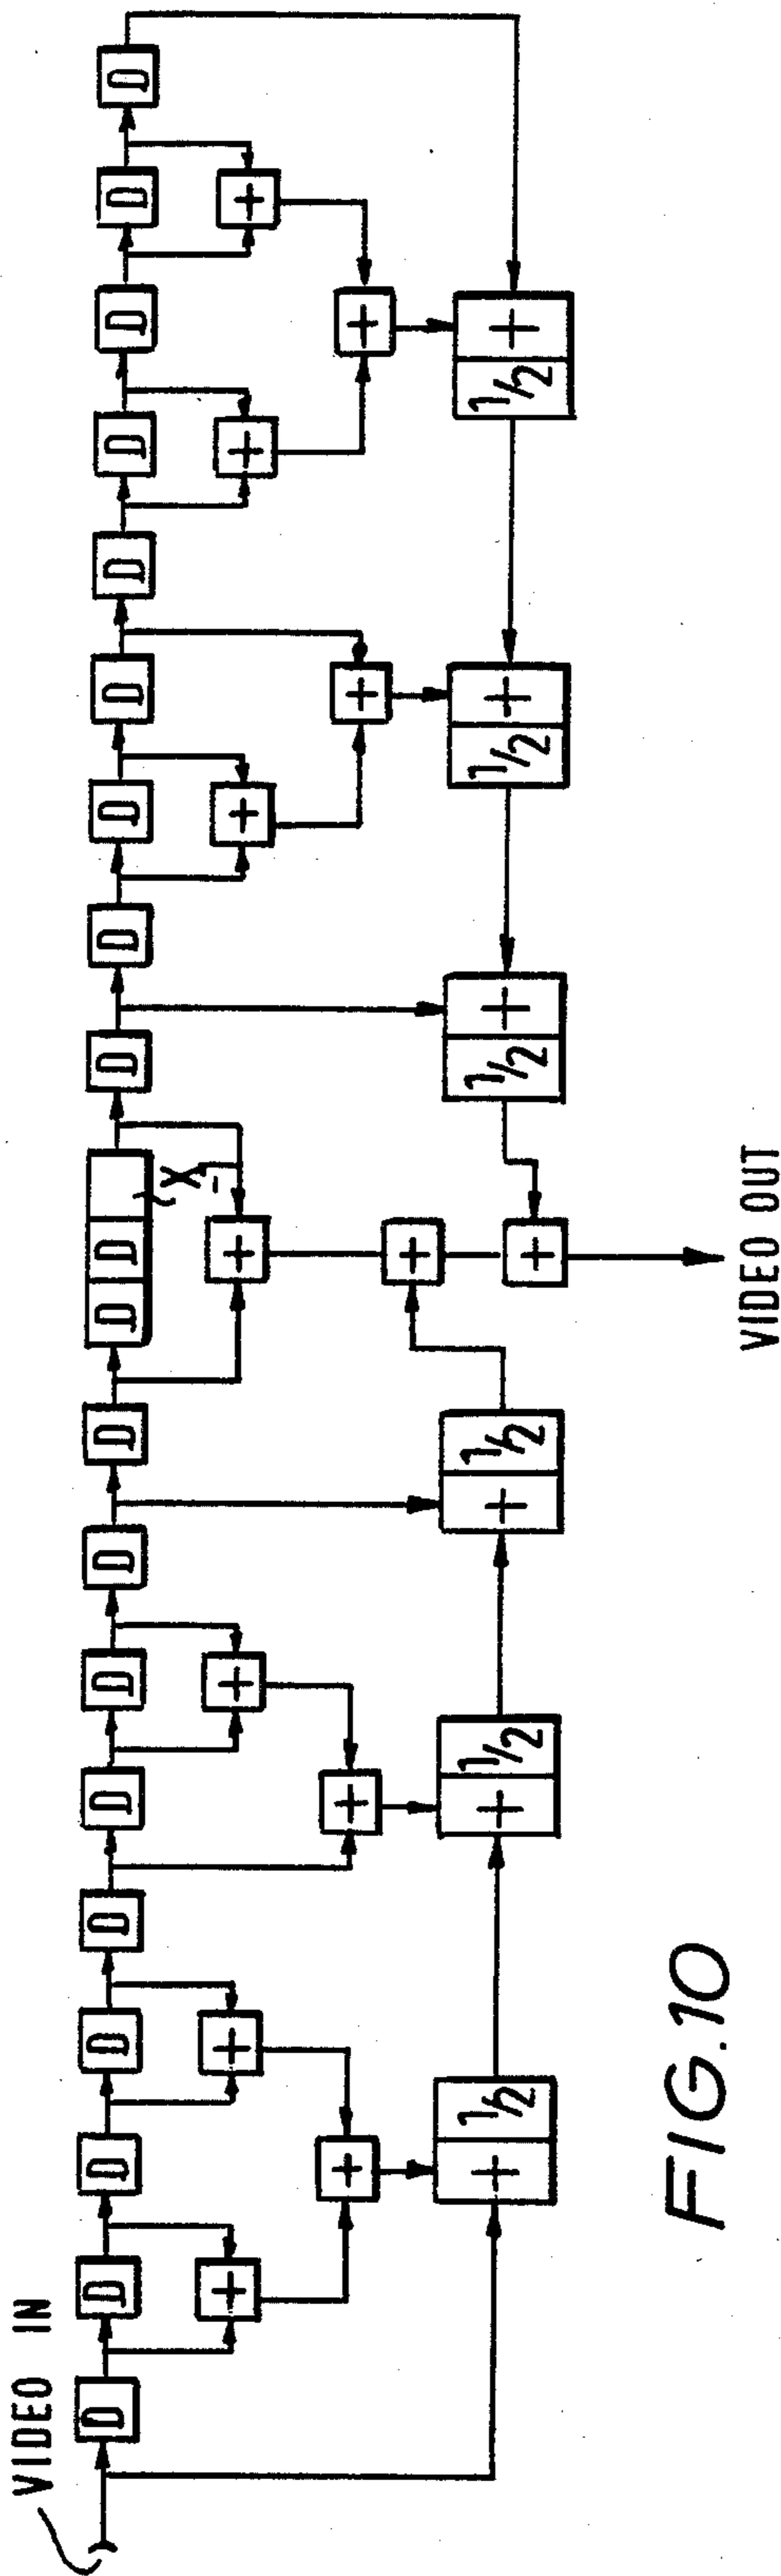 VIDEO IN
D D D D D D D D D D D D D D D D D D D D
X
+ + + + + + +
+ + + +
+
+ 1/2 + 1/2 + 1/2 + 1/2 + 1/2 + 1/2 +
VIDEO OUT
FIG.10